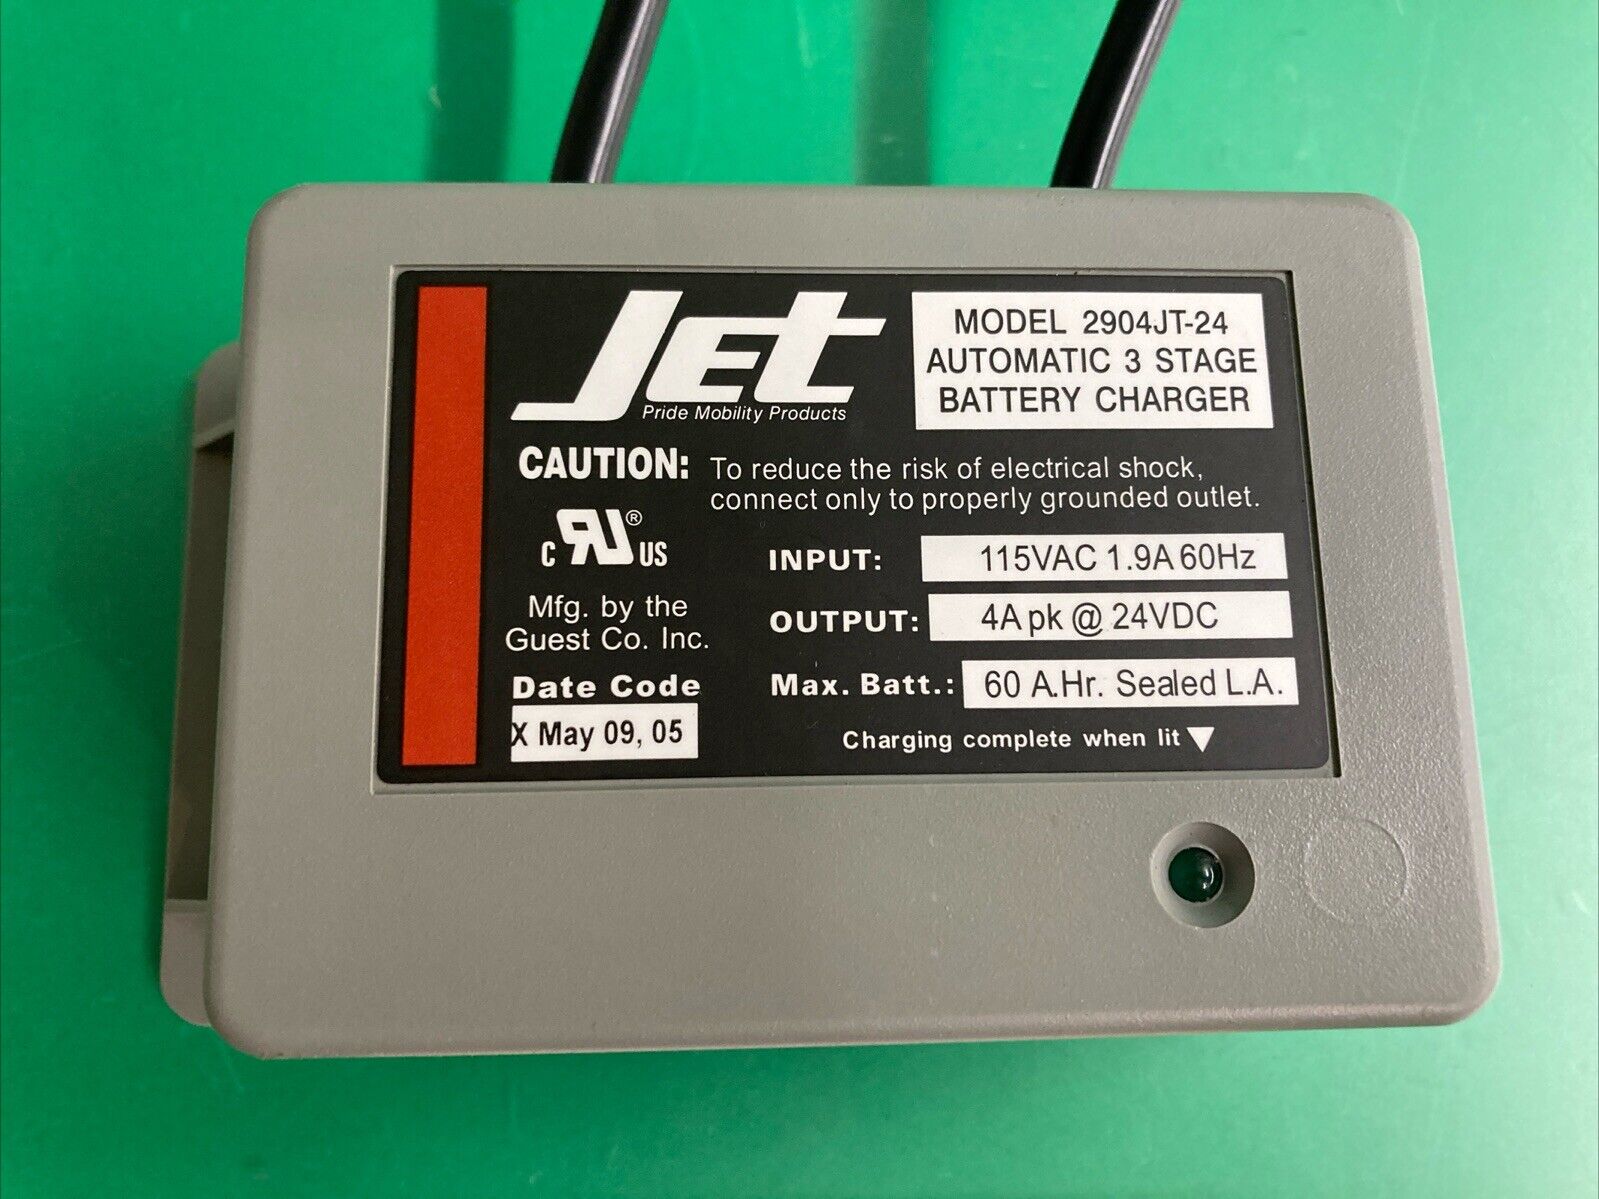 Jet
Pride Mobility Products
MODEL 2904JT-24
AUTOMATIC 3 STAGE
BATTERY CHARGER
CAUTION: To reduce the risk of electrical shock,
connect only to properly grounded outlet.
c RU ® US
Mfg. by the
Guest Co. Inc.
Date Code
X May 09, 05
INPUT: 115VAC 1.9A 60Hz
OUTPUT: 4A pk @ 24VDC
Max. Batt.: 60 A.Hr. Sealed L.A.
Charging complete when lit